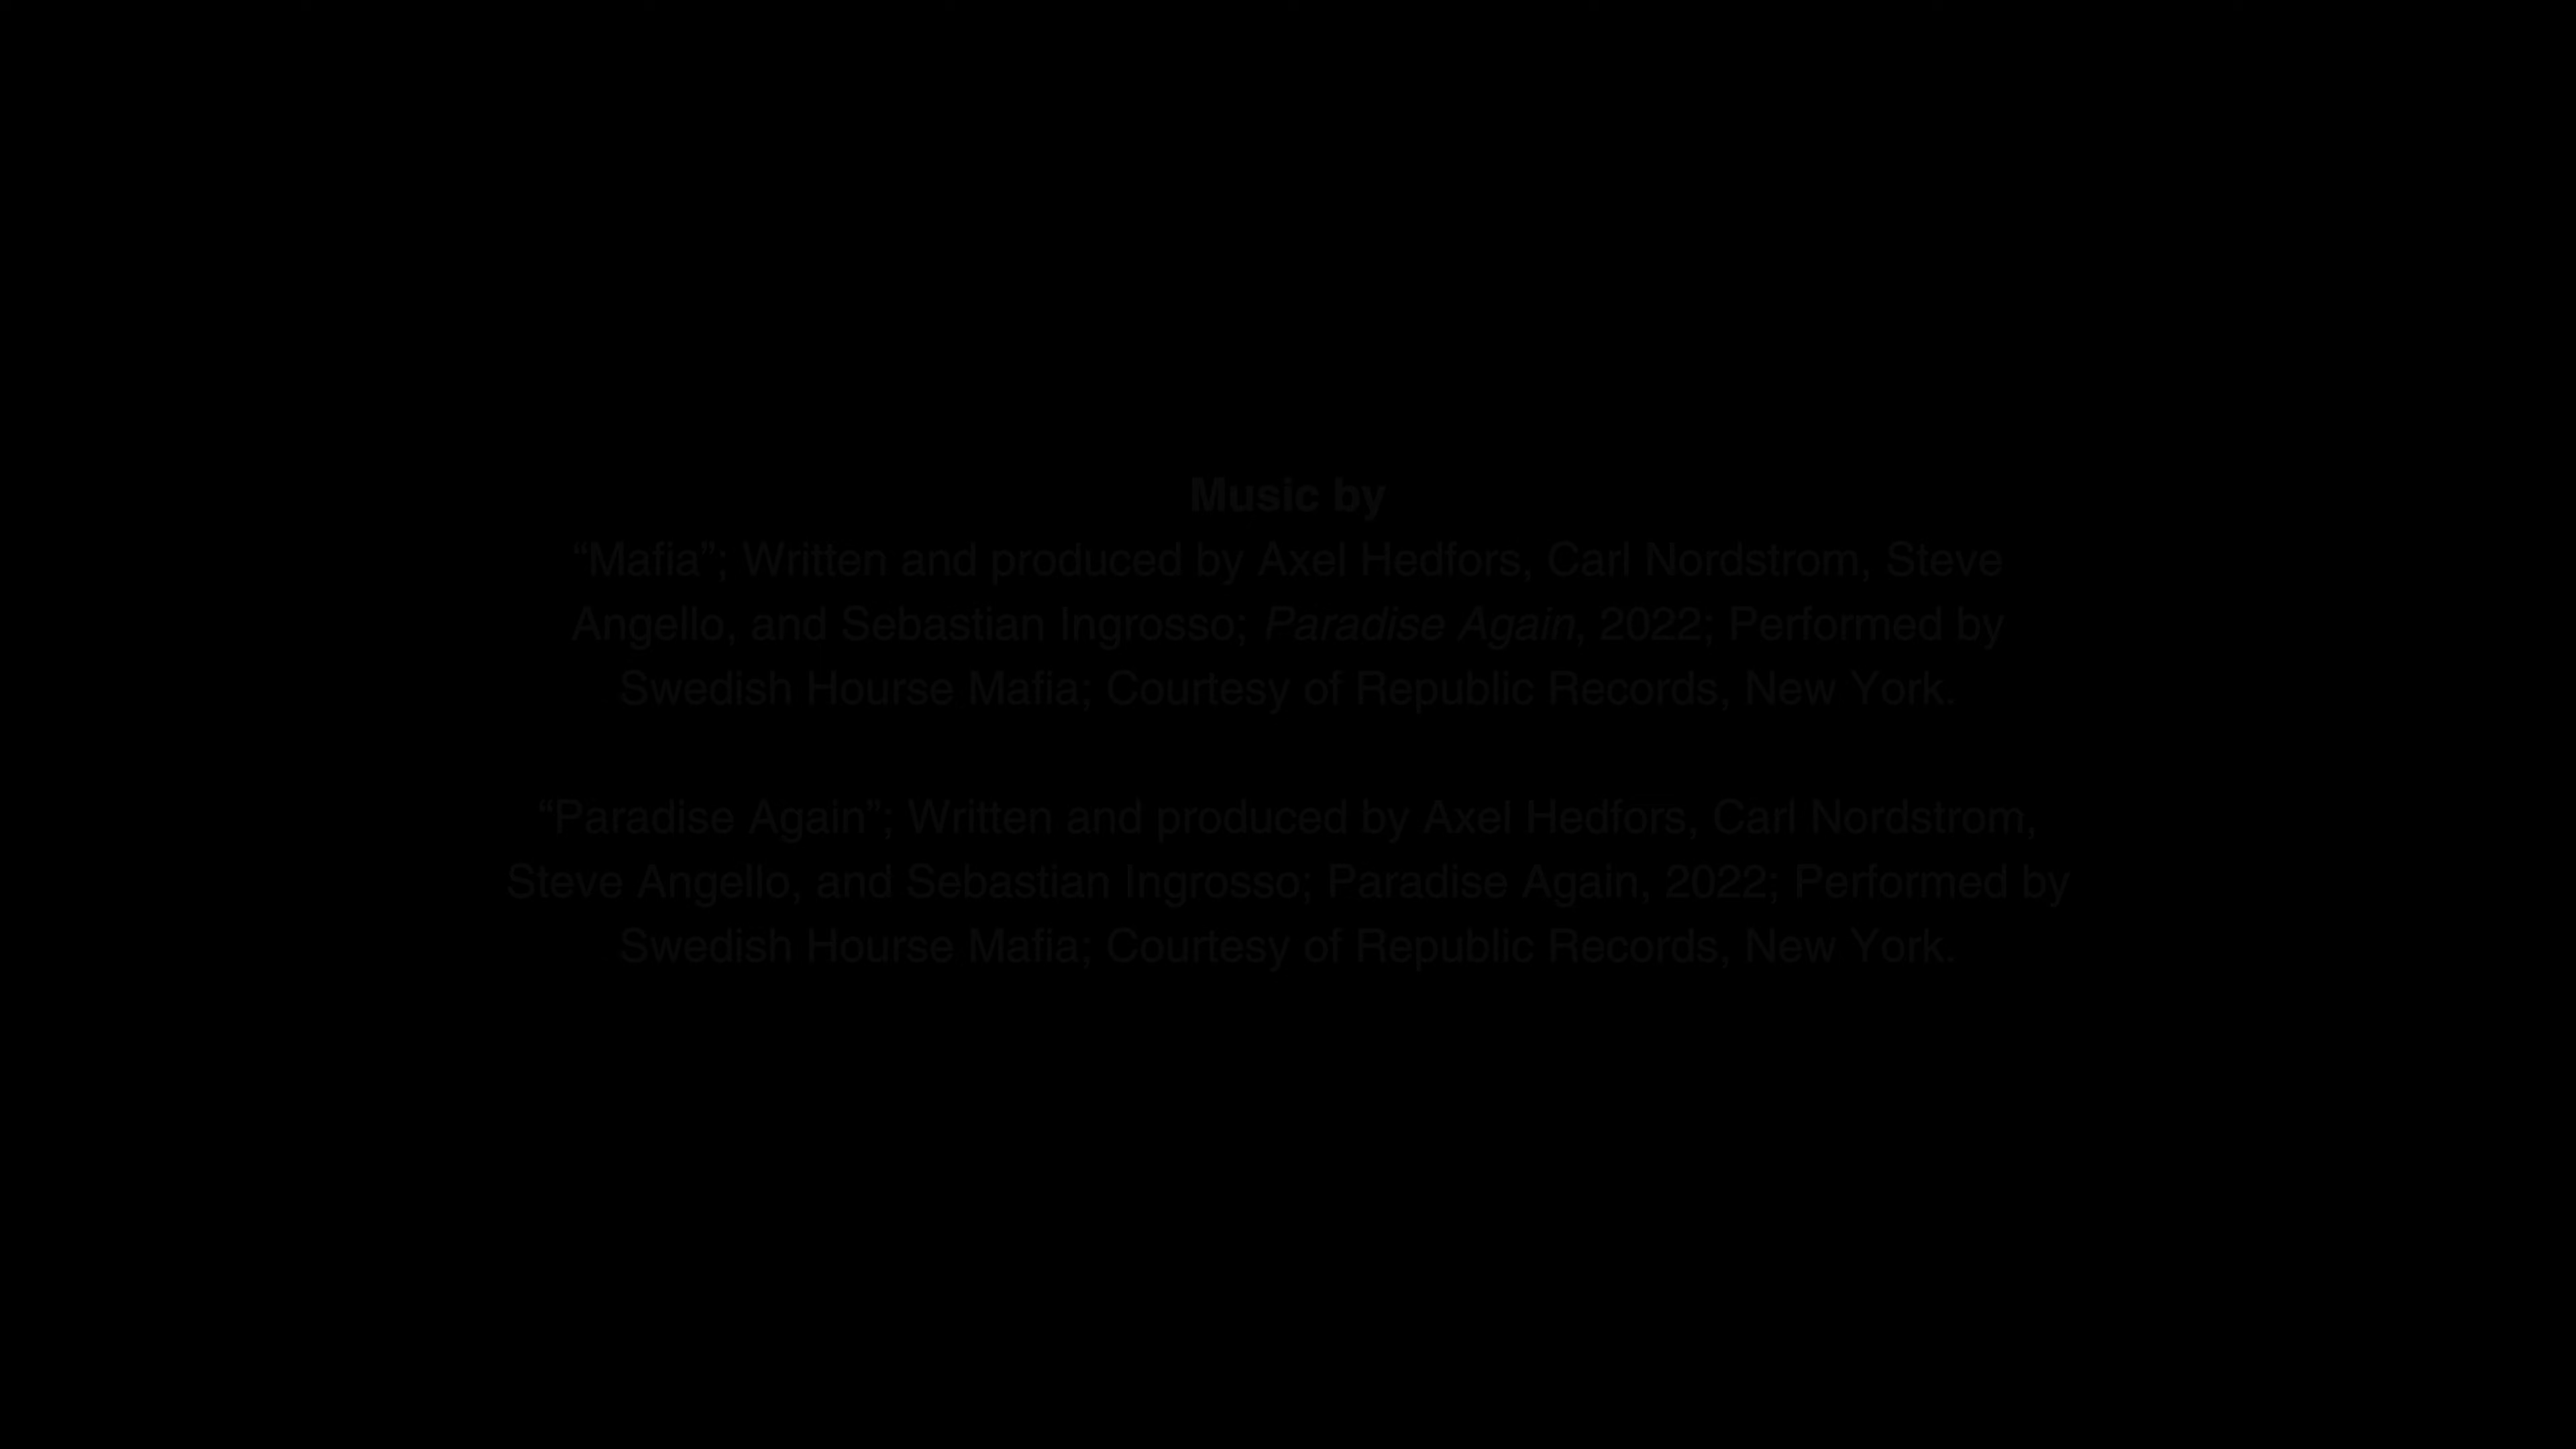 Music by
“Mafia”; Written and produced by Axel Hedfors, Carl Nordstrom, Steve
Angello, and Sebastian Ingrosso; Paradise Again, 2022; Performed by
Swedish Hourse Mafia; Courtesy of Republic Records, New York.
“Paradise Again”; Written and produced by Axel Hedfors, Carl Nordstrom,
Steve Angello, and Sebastian Ingrosso; Paradise Again, 2022; Performed by
Swedish Hourse Mafia; Courtesy of Republic Records, New York.